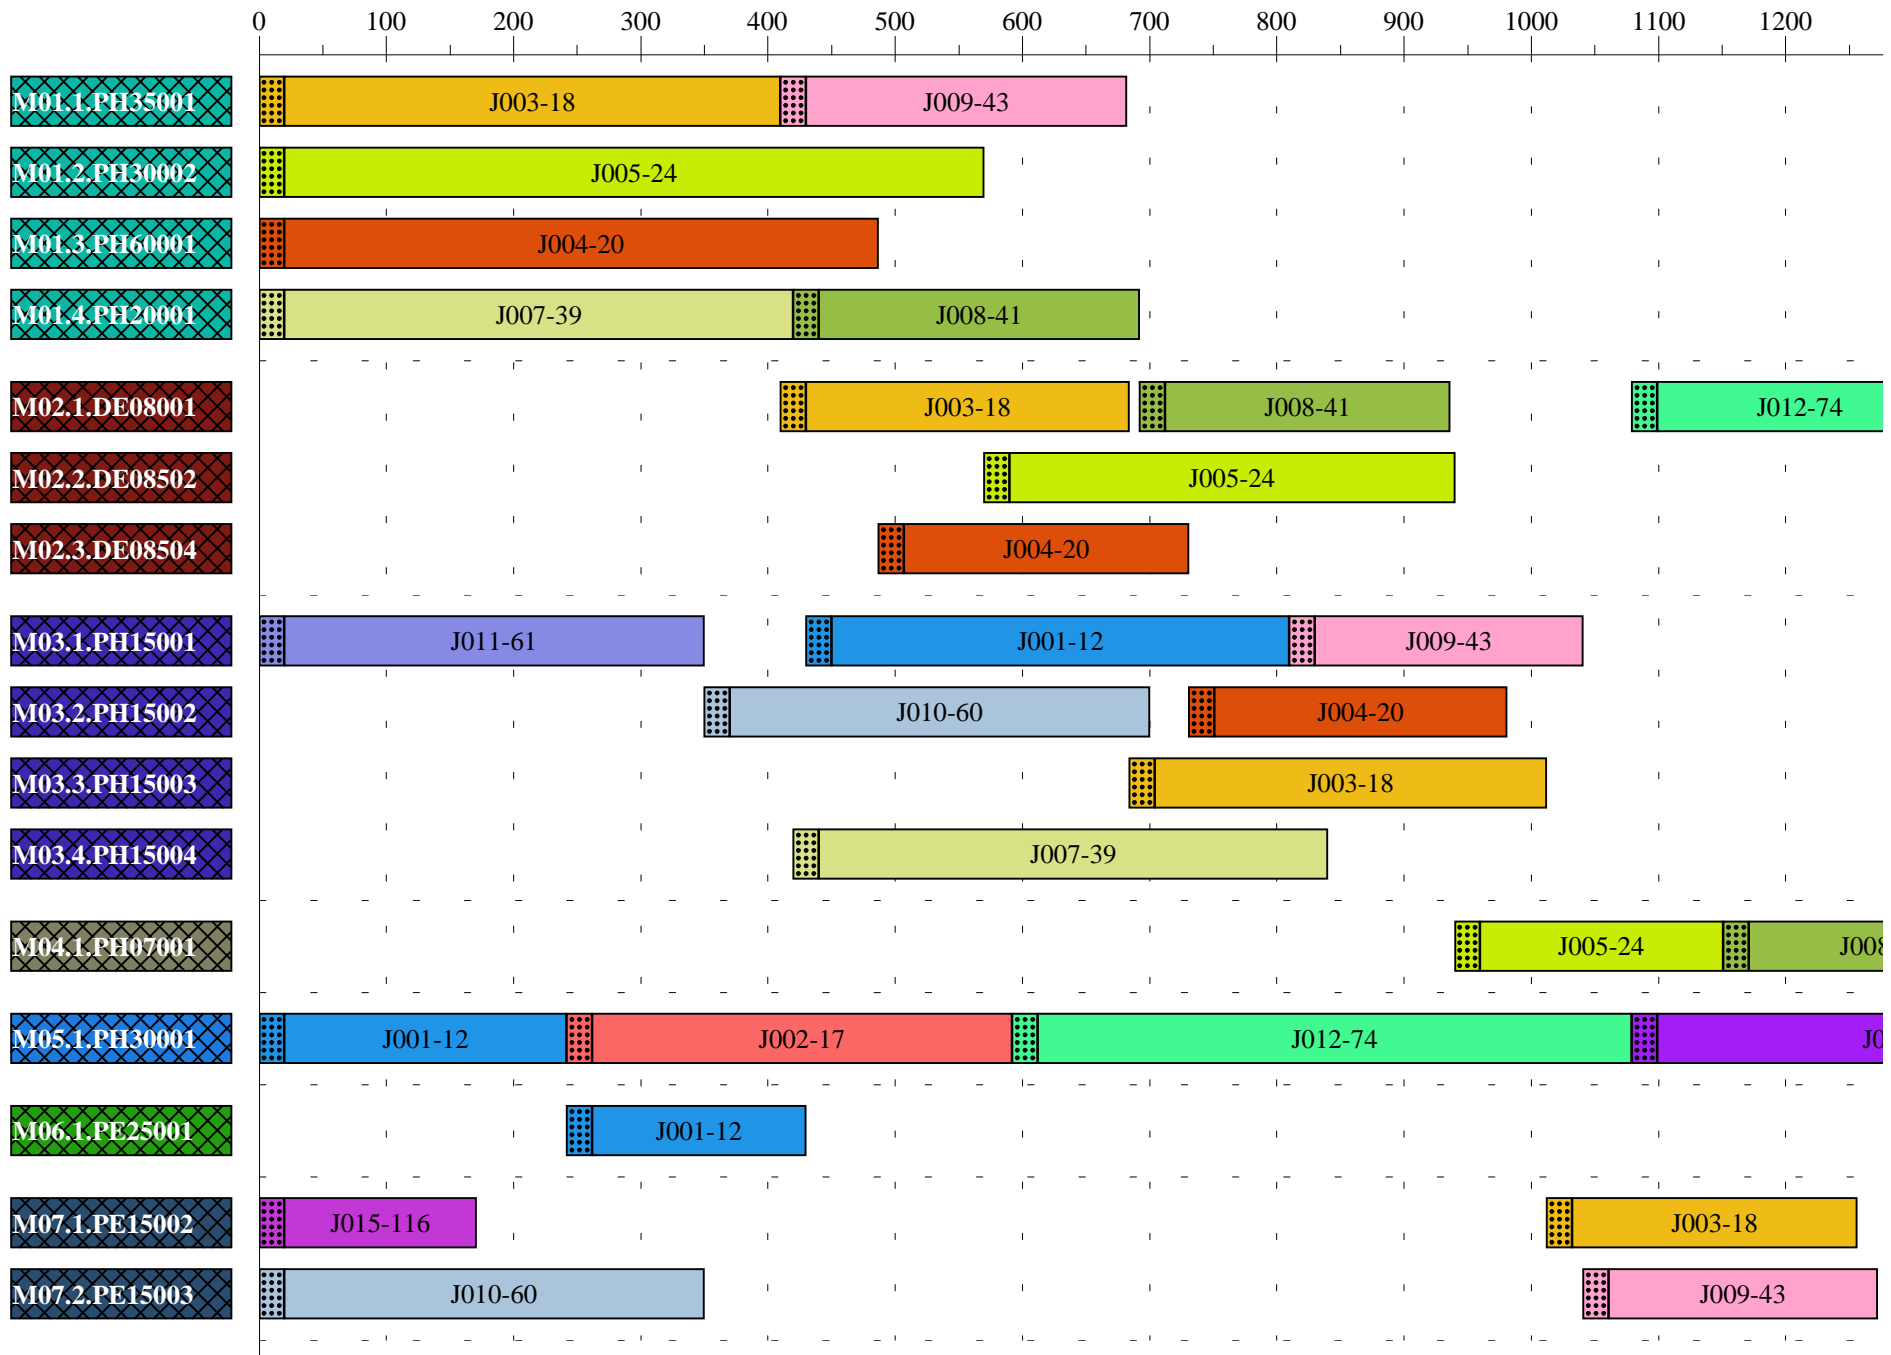 0 100 200 300 400 500 600 700 800 900 1000 1100 1200
M01.1.PH35001 J003-18 J009-43
M01.2.PH30002 J005-24
M01.3.PH60001 J004-20
M01.4.PH20001 J007-39 J008-41
M02.1.DE08001 J003-18 J008-41 J012-74
M02.2.DE08502 J005-24
M02.3.DE08504 J004-20
M03.1.PH15001 J011-61 J001-12 J009-43
M03.2.PH15002 J010-60 J004-20
M03.3.PH15003 J003-18
M03.4.PH15004 J007-39
M04.1.PH07001 J005-24 J008
M05.1.PH30001 J001-12 J002-17 J012-74 J0
M06.1.PE25001 J001-12
M07.1.PE15002 J015-116 J003-18
M07.2.PE15003 J010-60 J009-43